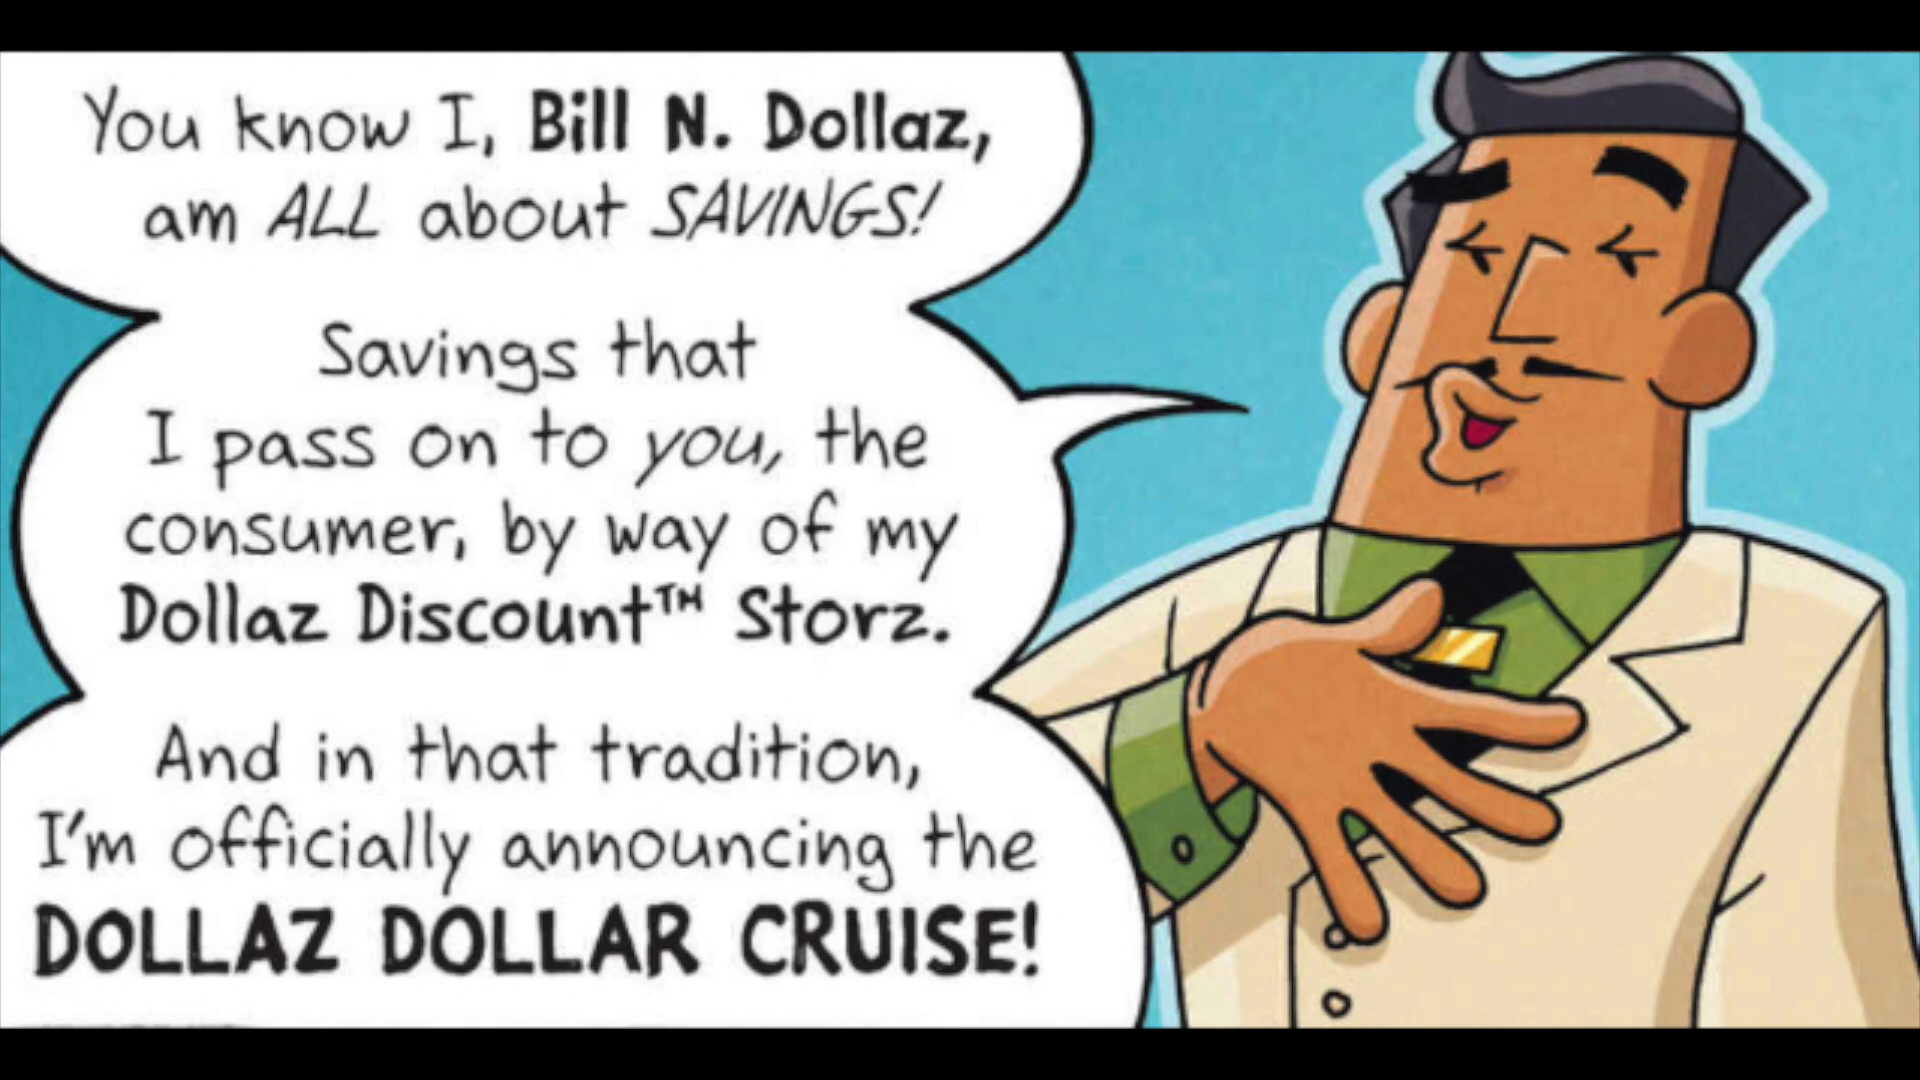 You know I, Bill N. Dollaz,
am ALL about SAVINGS!
Savings that
I pass on to you, the
consumer, by way of my
Dollaz Discount™ Storz.
And in that tradition,
I'm officially announcing the
DOLLAZ DOLLAR CRUISE!